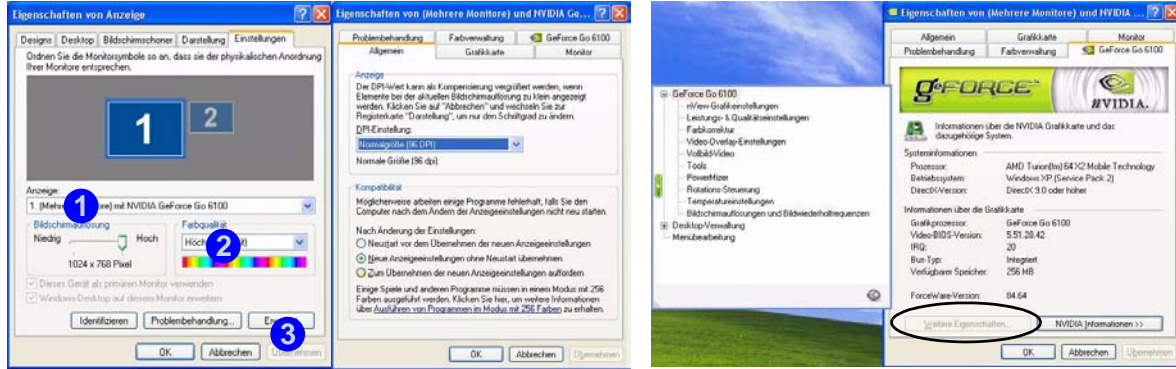 Eigenschaften von Anzeige
Designs Desktop Bildschirmschoner Darstellung Einstellungen
Ordnen Sie die Monitorsymbole so an, dass sie der physikalischen Anordnung
Ihrer Monitore entsprechen.
1
2
Anzeige:
1
1. (Mehrere Monitore) mit NVIDIA GeForce Go 6100
Bildschirmauflösung
Niedrig
Hoch
1024 x 768 Pixel
Farbqualität
2
Dieses Gerät als primären Monitor verwenden
Windows Desktop auf diesem Monitor erweitern
Identifizieren
Problembehandlung...
3
OK
Abbrechen
Eigenschaften von (Mehrere Monitore) und NVIDIA Ge...
Problembehandlung Farbverwaltung GeForce Go 6100
Allgemein Grafikkarte Monitor
Anzeige
Der DPI-Wert kann als Kompensierung vergrößert werden, wenn
Elemente bei der aktuellen Bildschirmauflösung zu klein angezeigt
werden. Klicken Sie auf "Abbrechen" und wechseln Sie zur
Registerkarte "Darstellung", um nur den Schriftgrad zu ändern.
DPI-Einstellung:
Normalgröße (96 DPI)
Normale Größe (96 dpi)
Kompatibilität
Möglicherweise arbeiten einige Programme fehlerhaft, falls Sie den
Computer nach dem Ändern der Anzeigeeinstellungen nicht neu starten.
Nach Änderung der Einstellungen:
Neustart vor dem Übernehmen der neuen Anzeigeeinstellungen
Neue Anzeigeeinstellungen ohne Neustart übernehmen
Zum Übernehmen der neuen Anzeigeeinstellungen auffordern
Einige Spiele und anderen Programme müssen in einem Modus mit 256
Farben ausgeführt werden. Klicken Sie hier, um weitere Informationen
über Ausführen von Programmen im Modus mit 256 Farben zu erhalten.
OK
Abbrechen
Übernehmen
GeForce Go 6100
nView-Grafikeinstellungen
Leistungs- & Qualitätseinstellungen
Farbkorrektur
Video-Overlay-Einstellungen
Vollbild-Video
Tools
PowerMizer
Rotations-Steuerung
Temperatureinstellungen
Bildschirmauflösungen und Bildwiederholfrequenzen
Desktop-Verwaltung
Menübearbeitung
Eigenschaften von (Mehrere Monitore) und NVIDIA ...
Allgemein Grafikkarte Monitor
Problembehandlung Farbverwaltung GeForce Go 6100
GeFORCE
NVIDIA.
Informationen über die NVIDIA Grafikkarte und das
dazugehörige System.
Systeminformationen
Prozessor: AMD Turion(tm) 64 X2 Mobile Technology
Betriebssystem: Windows XP (Service Pack 2)
DirectX-Version: DirectX 9.0 oder höher
Informationen über die Grafikkarte
Grafikprozessor: GeForce Go 6100
Video-BIOS-Version: 5.51.28.42
IRQ: 20
Bus-Typ: Integriert
Verfügbarer Speicher: 256 MB
ForceWare-Version: 84.64
Weitere Eigenschaften...
NVIDIA Informationen >>
OK
Abbrechen
Übernehmen